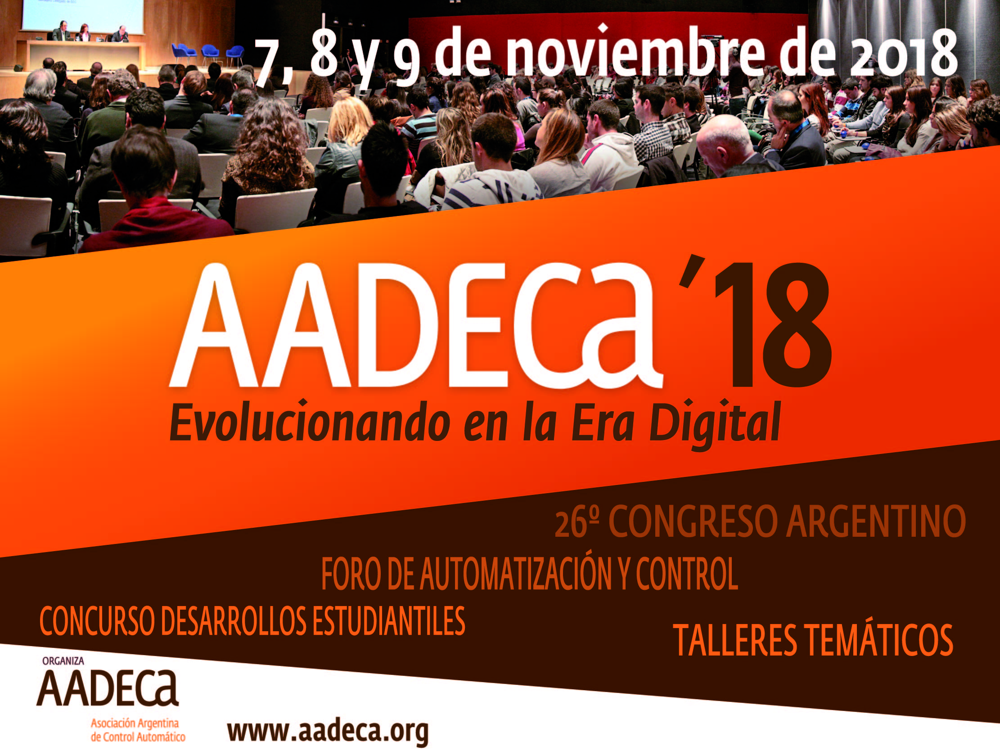 7, 8 y 9 de noviembre de 2018
AADECa '18
Evolucionando en la Era Digital
26º CONGRESO ARGENTINO
FORO DE AUTOMATIZACIÓN Y CONTROL
CONCURSO DESARROLLOS ESTUDIANTILES
TALLERES TEMÁTICOS
ORGANIZA
AADECa
Asociación Argentina
de Control Automático
www.aadeca.org